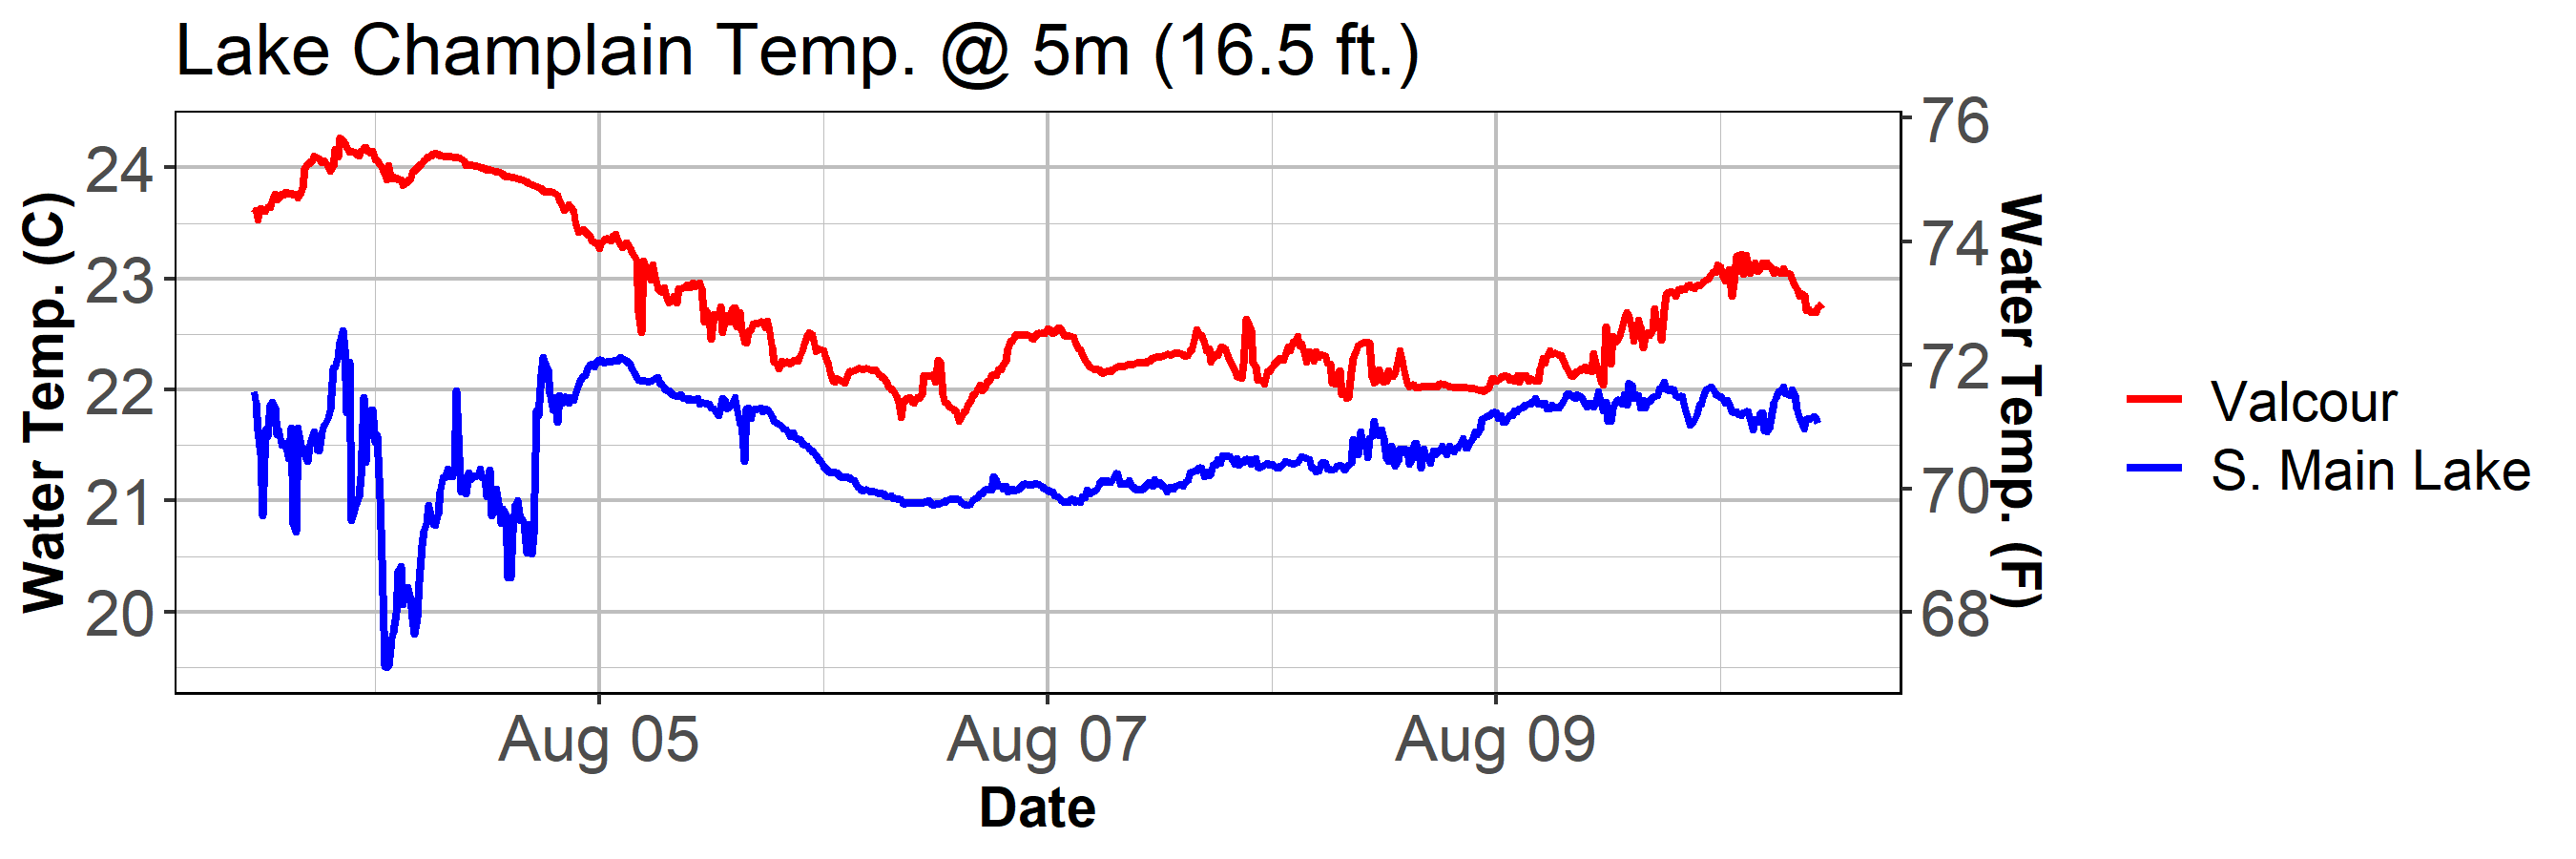 Lake Champlain Temp. @ 5m (16.5 ft.)
Water Temp. (C)
24
23
22
21
20
76
74
72
70
68
Water Temp. (F)
Aug 05 Aug 07 Aug 09
Date
Valcour
S. Main Lake